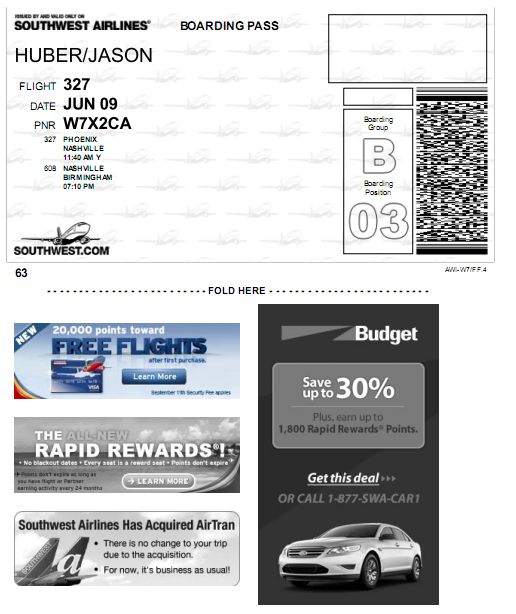 ISSUED BY AND VALID ONLY ON
SOUTHWEST AIRLINES®
BOARDING PASS
HUBER/JASON
FLIGHT 327
DATE JUN 09
PNR W7X2CA
327 PHOENIX
NASHVILLE
11:40 AM Y
608 NASHVILLE
BIRMINGHAM
07:10 PM
Boarding
Group
B
Boarding
Position
03
SOUTHWEST.COM
63
AWI-W7/FF.4
FOLD HERE
NEW
20,000 points toward
FREE FLIGHTS
after first purchase.
VISA
Learn More
September 11th Security Fee applies
THE ALL-NEW
RAPID REWARDS®!
• No blackout dates • Every seat is a reward seat • Points don't expire
Points don't expire as long as
you have flight or Partner
earning activity every 24 months
LEARN MORE
Southwest Airlines Has Acquired AirTran
SOUTHWEST
a
• There is no change to your trip
due to the acquisition.
• For now, it's business as usual!
Budget
Save
up to 30%
Plus, earn up to
1,800 Rapid Rewards® Points.
Get this deal >>>
OR CALL 1-877-SWA-CAR1